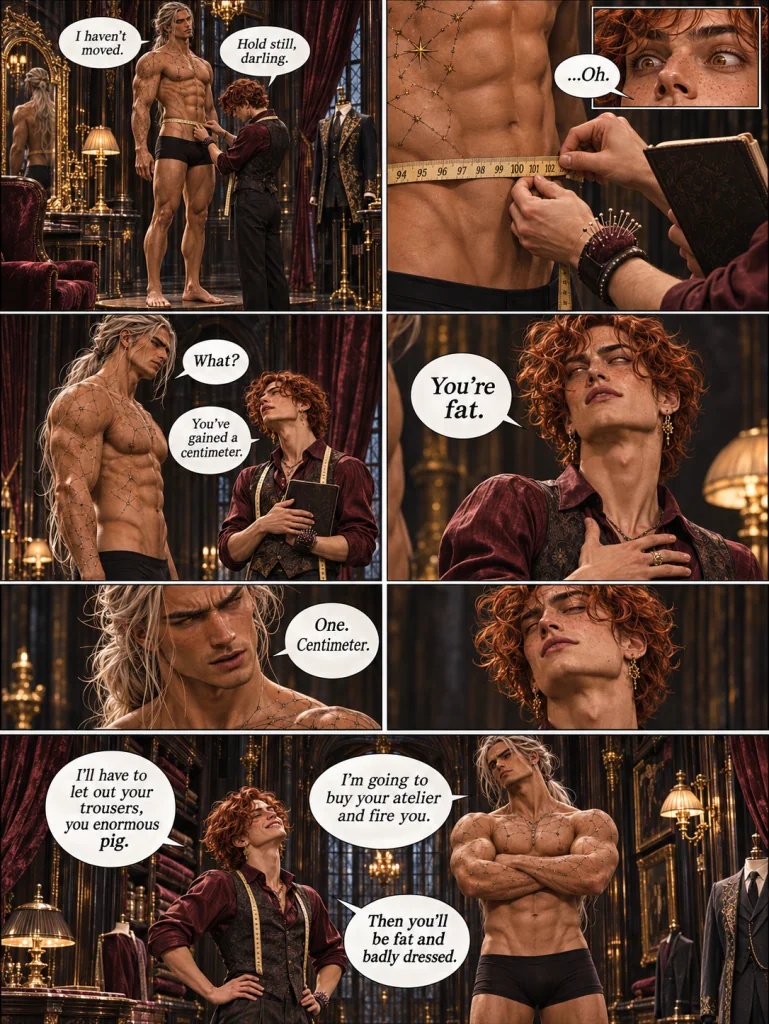 I haven't
moved.
Hold still,
darling.
...Oh.
94 95 96 97 98 99 100 101 102
What?
You've
gained a
centimeter.
You're
fat.
One.
Centimeter.
I'll have to
let out your
trousers,
you enormous
pig.
I'm going to
buy your atelier
and fire you.
Then you'll
be fat and
badly dressed.